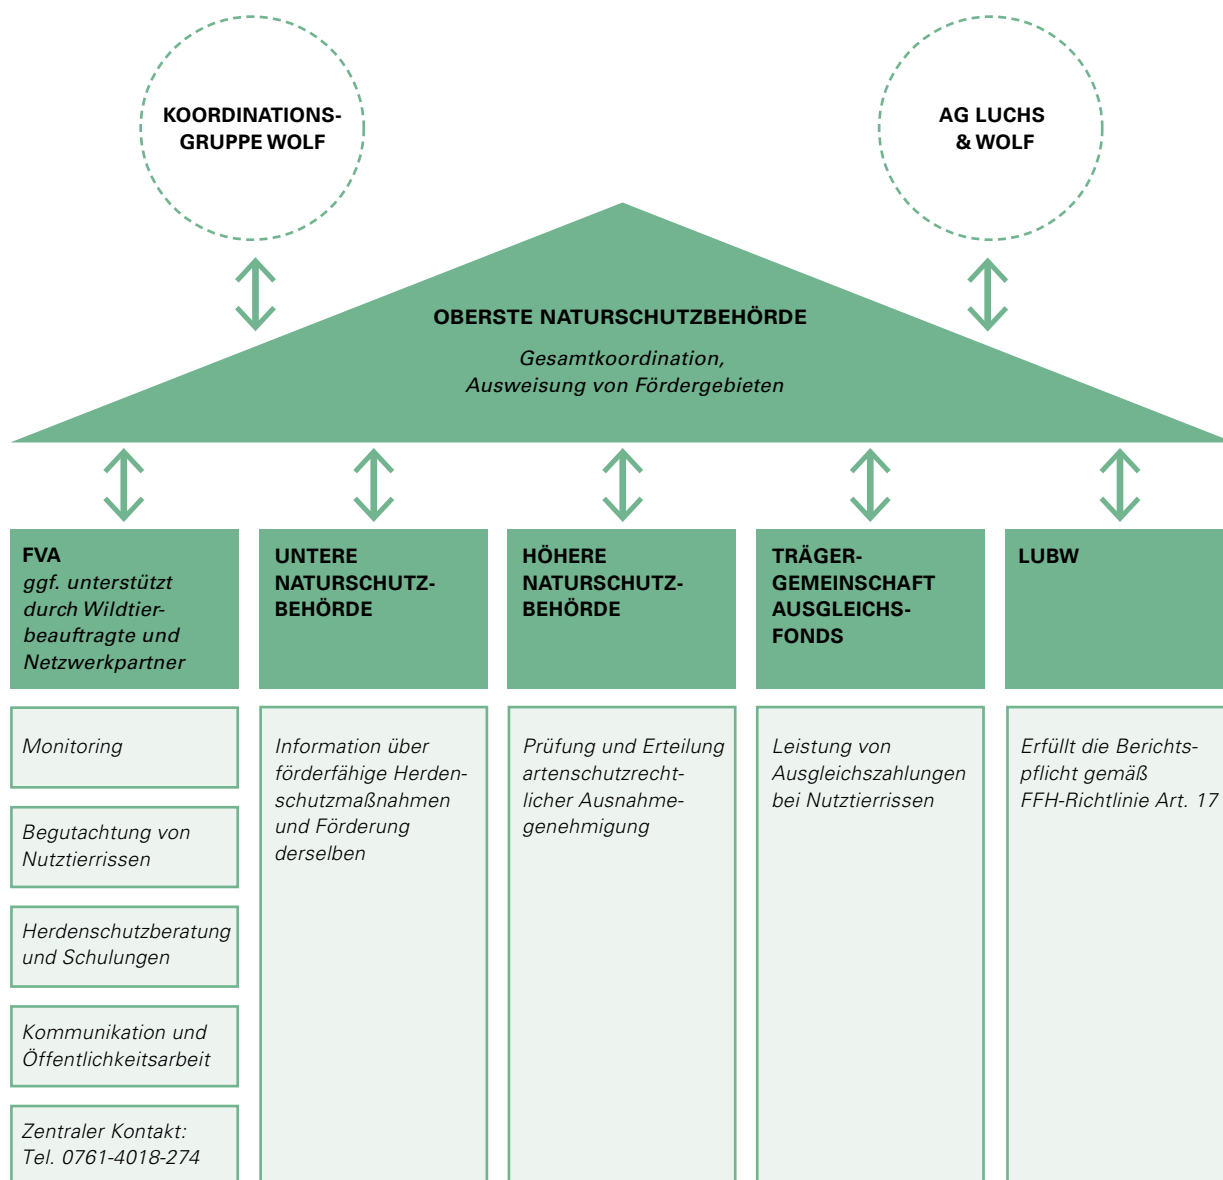 KOORDINATIONS-
GRUPPE WOLF
AG LUCHS
& WOLF
OBERSTE NATURSCHUTZBEHÖRDE
Gesamtkoordination,
Ausweisung von Fördergebieten
FVA
ggf. unterstützt
durch Wildtier-
beauftragte und
Netzwerkpartner
Monitoring
Begutachtung von
Nutztierrissen
Herdenschutzberatung
und Schulungen
Kommunikation und
Öffentlichkeitsarbeit
Zentraler Kontakt:
Tel. 0761-4018-274
UNTERE
NATURSCHUTZ-
BEHÖRDE
Information über
förderfähige Herden-
schutzmaßnahmen
und Förderung
derselben
HÖHERE
NATURSCHUTZ-
BEHÖRDE
Prüfung und Erteilung
artenschutzrecht-
licher Ausnahme-
genehmigung
TRÄGER-
GEMEINSCHAFT
AUSGLEICHS-
FONDS
Leistung von
Ausgleichszahlungen
bei Nutztierrissen
LUBW
Erfüllt die Berichts-
pflicht gemäß
FFH-Richtlinie Art. 17